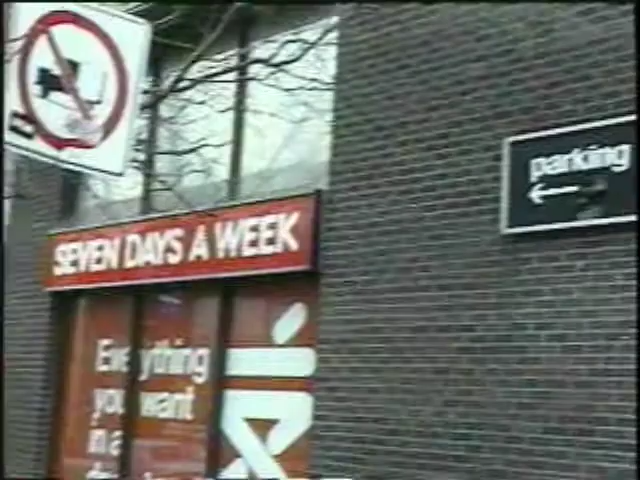 SEVEN DAYS A WEEK
parking
Everything
you want
in a